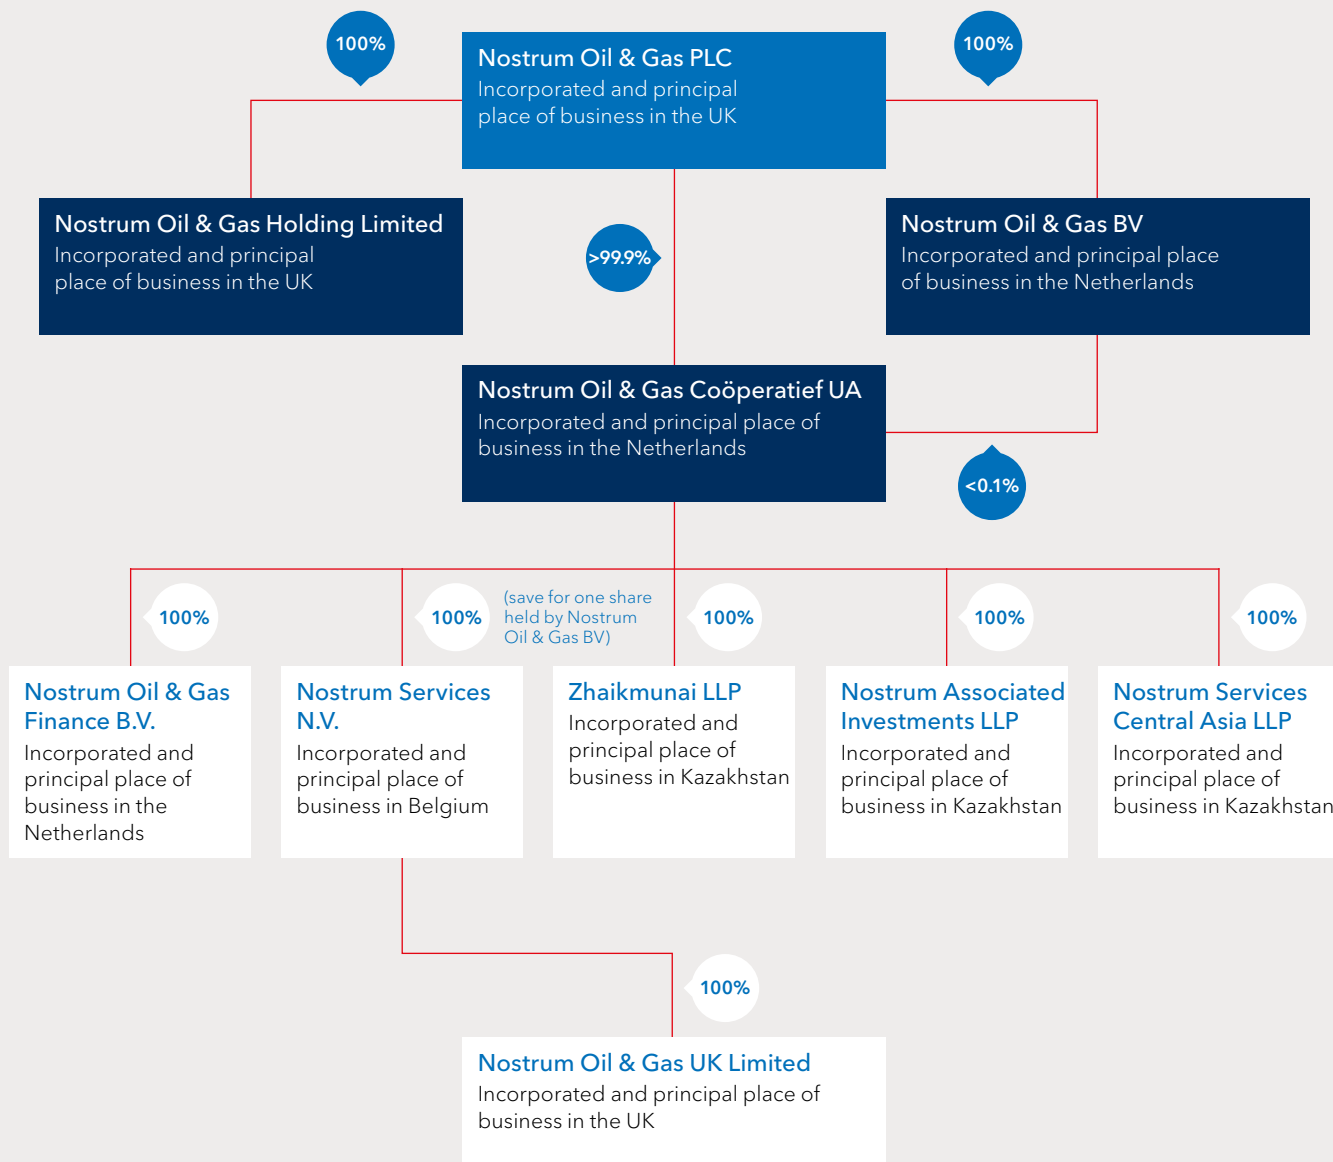 100%
Nostrum Oil & Gas PLC
Incorporated and principal
place of business in the UK
100%
Nostrum Oil & Gas Holding Limited
Incorporated and principal
place of business in the UK
>99.9%
Nostrum Oil & Gas BV
Incorporated and principal place
of business in the Netherlands
Nostrum Oil & Gas Coöperatief UA
Incorporated and principal place of
business in the Netherlands
<0.1%
100%
100%
(save for one share
held by Nostrum
Oil & Gas BV)
100%
100%
100%
Nostrum Oil & Gas
Finance B.V.
Incorporated and
principal place of
business in the
Netherlands
Nostrum Services
N.V.
Incorporated and
principal place of
business in Belgium
Zhaikmunai LLP
Incorporated and
principal place of
business in Kazakhstan
Nostrum Associated
Investments LLP
Incorporated and
principal place of
business in Kazakhstan
Nostrum Services
Central Asia LLP
Incorporated and
principal place of
business in Kazakhstan
100%
Nostrum Oil & Gas UK Limited
Incorporated and principal place of
business in the UK